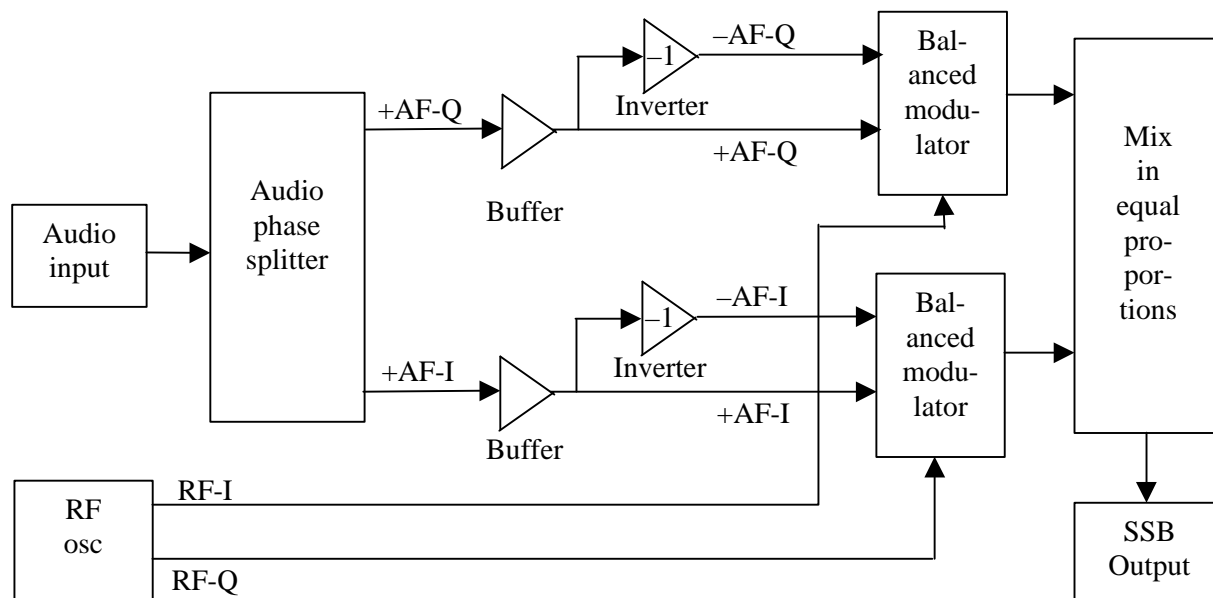 –AF-Q
Bal-
anced
modu-
lator
–1
Inverter
+AF-Q
+AF-Q
Buffer
Mix
in
equal
pro-
por-
tions
Audio
phase
splitter
Audio
input
–AF-I
Bal-
anced
modu-
lator
–1
Inverter
+AF-I
+AF-I
Buffer
RF-I
RF
osc
RF-Q
SSB
Output